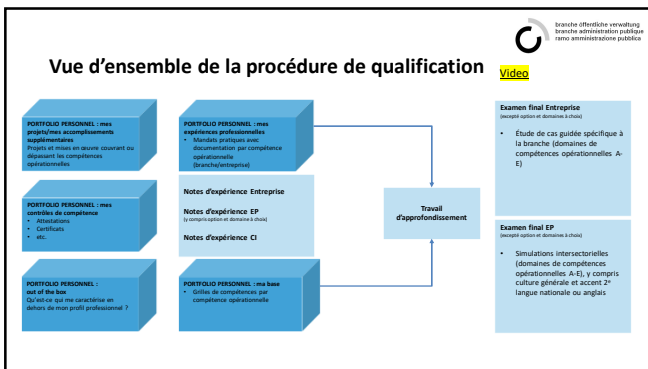 branche öffentliche verwaltung
branche administration publique
ramo amministrazione pubblica
Vue d'ensemble de la procédure de qualification
Video
PORTFOLIO PERSONNEL : mes
projets/mes accomplissements
supplémentaires
Projets et mises en œuvre couvrant ou
dépassant les compétences
opérationnelles
PORTFOLIO PERSONNEL : mes
contrôles de compétence
• Attestations
• Certificats
• etc.
PORTFOLIO PERSONNEL :
out of the box
Qu'est-ce qui me caractérise en
dehors de mon profil professionnel ?
PORTFOLIO PERSONNEL : mes
expériences professionnelles
• Mandats pratiques avec
documentation par compétence
opérationnelle
(branche/entreprise)
Notes d'expérience Entreprise
Notes d'expérience EP
(y compris option et domaine à choix)
Notes d'expérience CI
PORTFOLIO PERSONNEL : ma base
• Grilles de compétences par
compétence opérationnelle
Travail
d'approfondissement
Examen final Entreprise
(excepté option et domaines à choix)
• Étude de cas guidée spécifique à
la branche (domaines de
compétences opérationnelles A-
E)
Examen final EP
(excepté option et domaines à choix)
• Simulations intersectorielles
(domaines de compétences
opérationnelles A-E), y compris
culture générale et accent 2e
langue nationale ou anglais